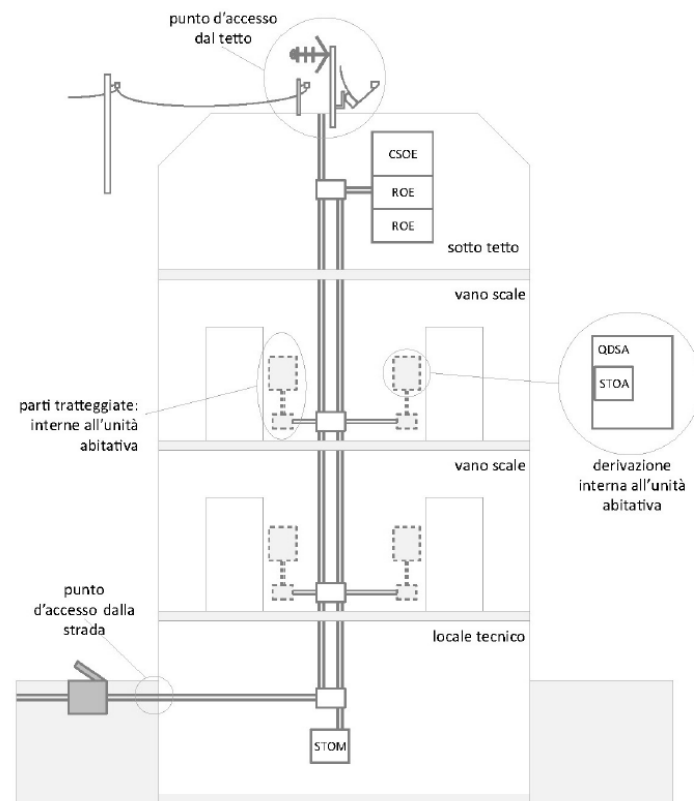 punto d'accesso
dal tetto
CSOE
ROE
ROE
sotto tetto
vano scale
QDSA
STOA
parti tratteggiate:
interne all'unità
abitativa
derivazione
interna all'unità
abitativa
vano scale
punto
d'accesso dalla
strada
locale tecnico
STOM